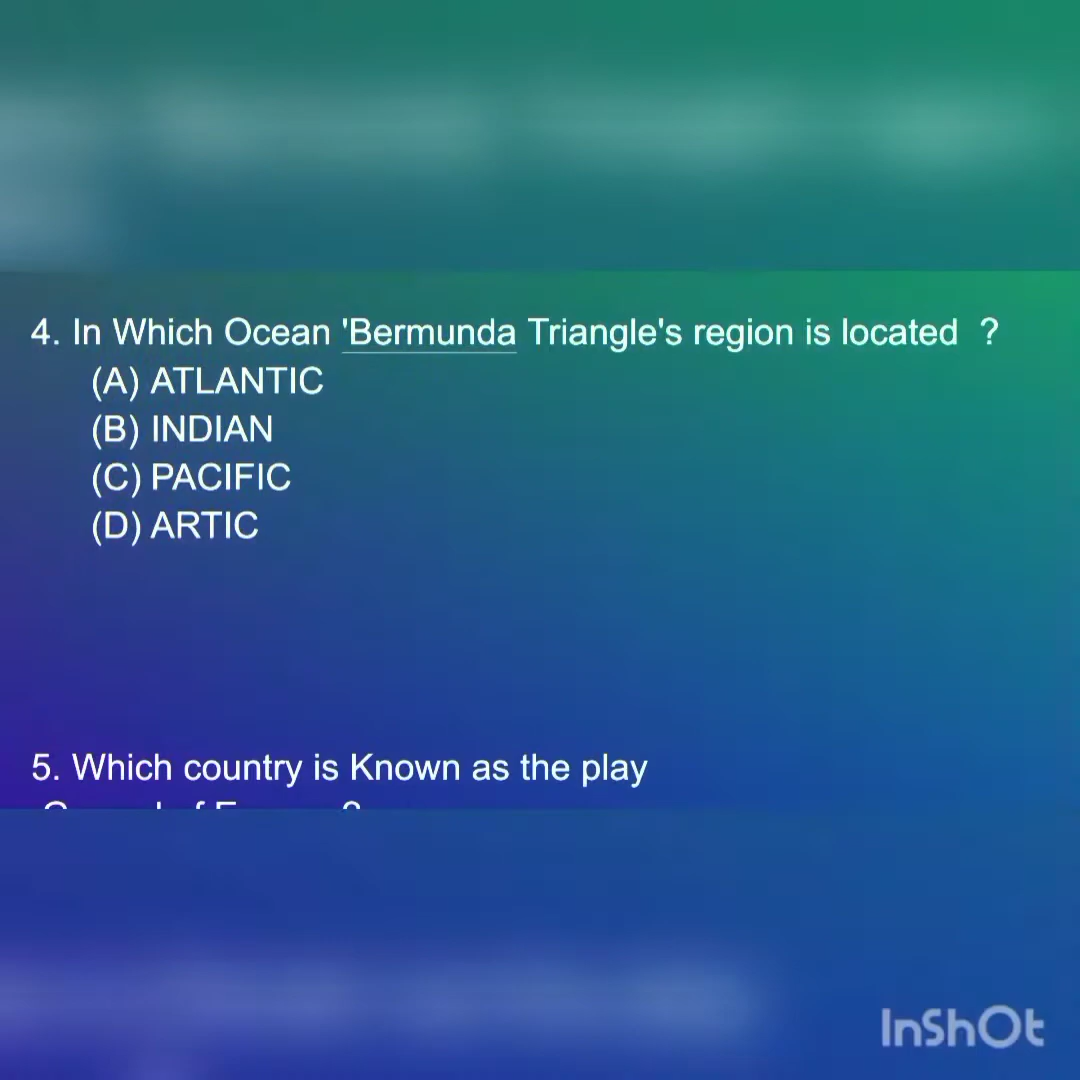 4. In Which Ocean 'Bermunda Triangle's region is located ?
(A) ATLANTIC
(B) INDIAN
(C) PACIFIC
(D) ARTIC
5. Which country is Known as the play
InShOt